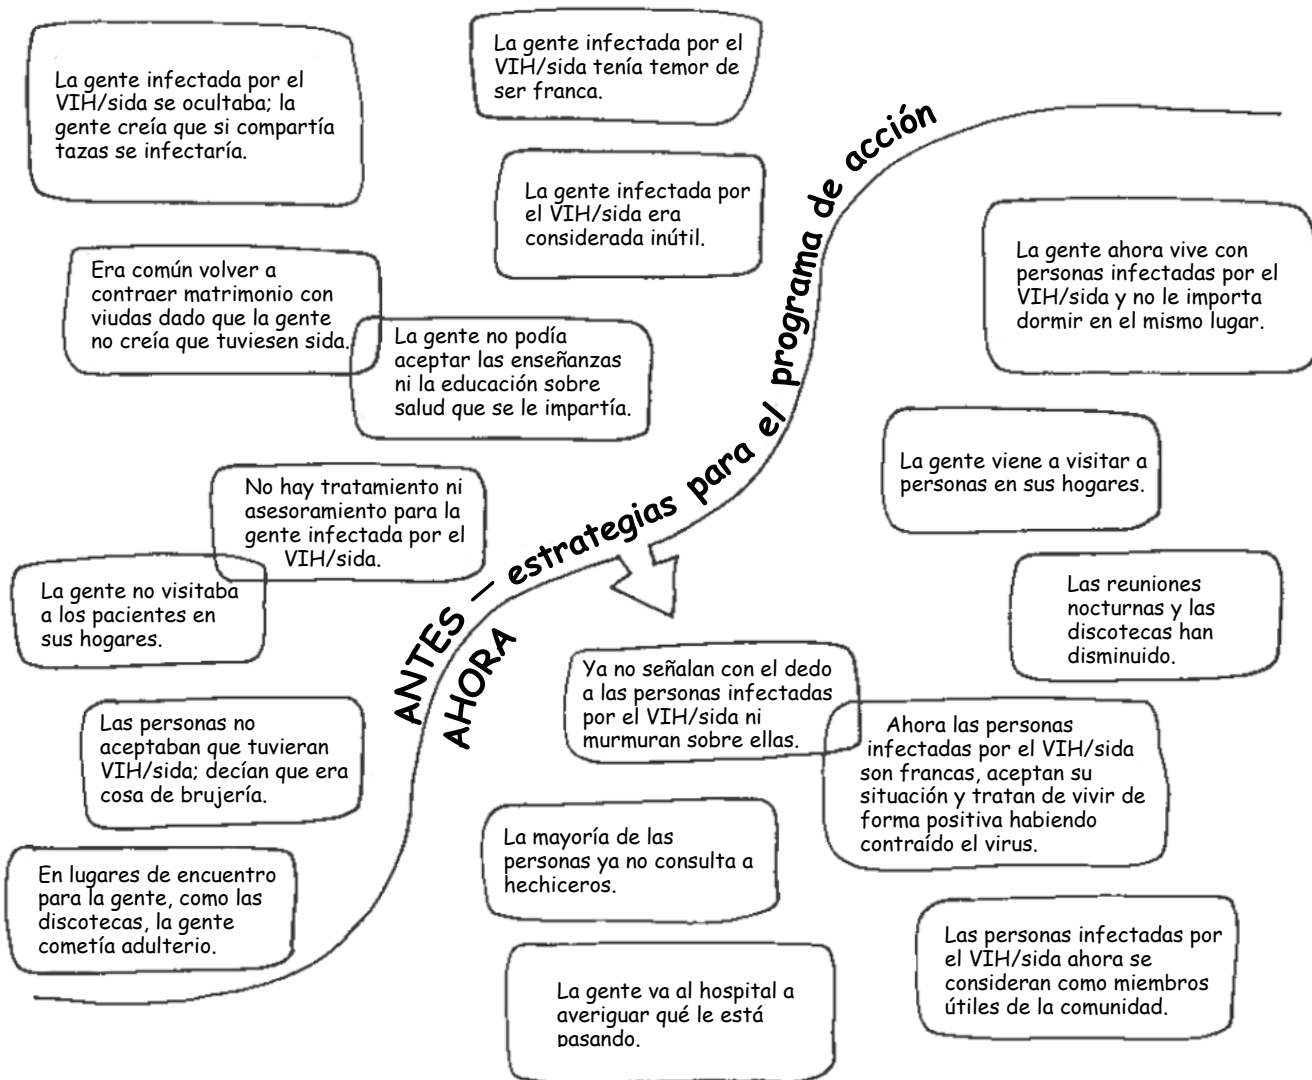 La gente infectada por el
VIH/sida se ocultaba; la
gente creía que si compartía
tazas se infectaría.
La gente infectada por el
VIH/sida tenía temor de
ser franca.
La gente infectada por
el VIH/sida era
considerada inútil.
Era común volver a
contraer matrimonio con
viudas dado que la gente
no creía que tuviesen sida.
La gente no podía
aceptar las enseñanzas
ni la educación sobre
salud que se le impartía.
No hay tratamiento ni
asesoramiento para la
gente infectada por el
VIH/sida.
La gente no visitaba
a los pacientes en
sus hogares.
Las personas no
aceptaban que tuvieran
VIH/sida; decían que era
cosa de brujería.
En lugares de encuentro
para la gente, como las
discotecas, la gente
cometía adulterio.
ANTES — estrategias para el programa de acción
AHORA
La gente ahora vive con
personas infectadas por el
VIH/sida y no le importa
dormir en el mismo lugar.
La gente viene a visitar a
personas en sus hogares.
Las reuniones
nocturnas y las
discotecas han
disminuido.
Ya no señalan con el dedo
a las personas infectadas
por el VIH/sida ni
murmuran sobre ellas.
Ahora las personas
infectadas por el VIH/sida
son francas, aceptan su
situación y tratan de vivir de
forma positiva habiendo
contraído el virus.
La mayoría de las
personas ya no consulta a
hechiceros.
Las personas infectadas por
el VIH/sida ahora se
consideran como miembros
útiles de la comunidad.
La gente va al hospital a
averiguar qué le está
pasando.